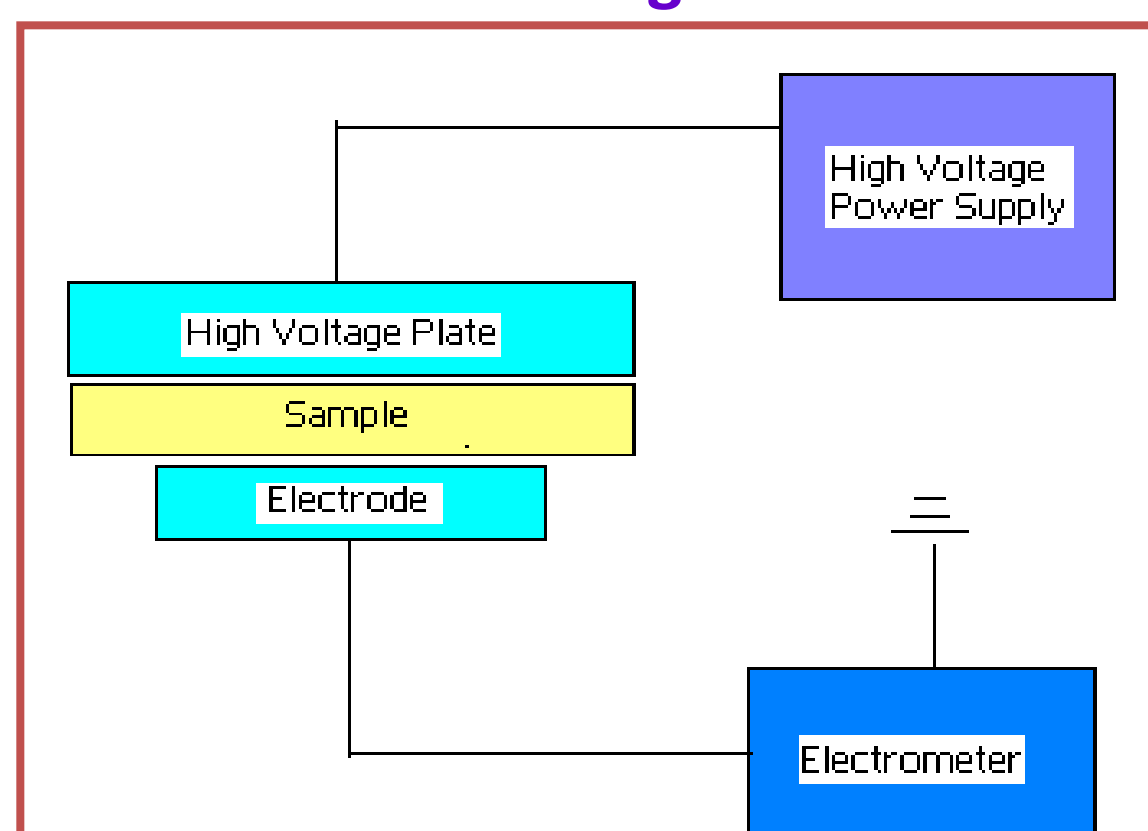 High Voltage
Power Supply
High Voltage Plate
Sample
Electrode
Electrometer